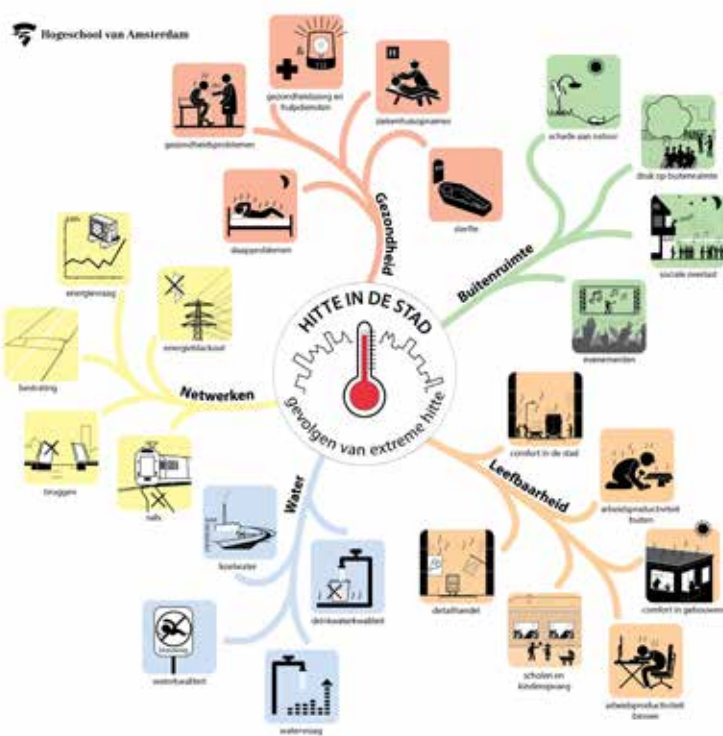 Hogeschool van Amsterdam
gezondheidsproblemen
gezondheidszorg en
hulpdiensten
ziekenhuisopnames
slaapproblemen
sterfte
Gezondheid
schade aan natuur
druk op buitenruimte
sociale overlast
evenementen
Buitenruimte
energievraag
energieblackout
bestrating
bruggen
rails
Netwerken
HITTE IN DE STAD
gevolgen van extreme hitte
Water
koelwater
drinkwaterkwaliteit
waterkwaliteit
watervraag
Leefbaarheid
comfort in de stad
arbeidsproductiviteit
buiten
comfort in gebouwen
detailhandel
scholen en
kinderopvang
arbeidsproductiviteit
binnen